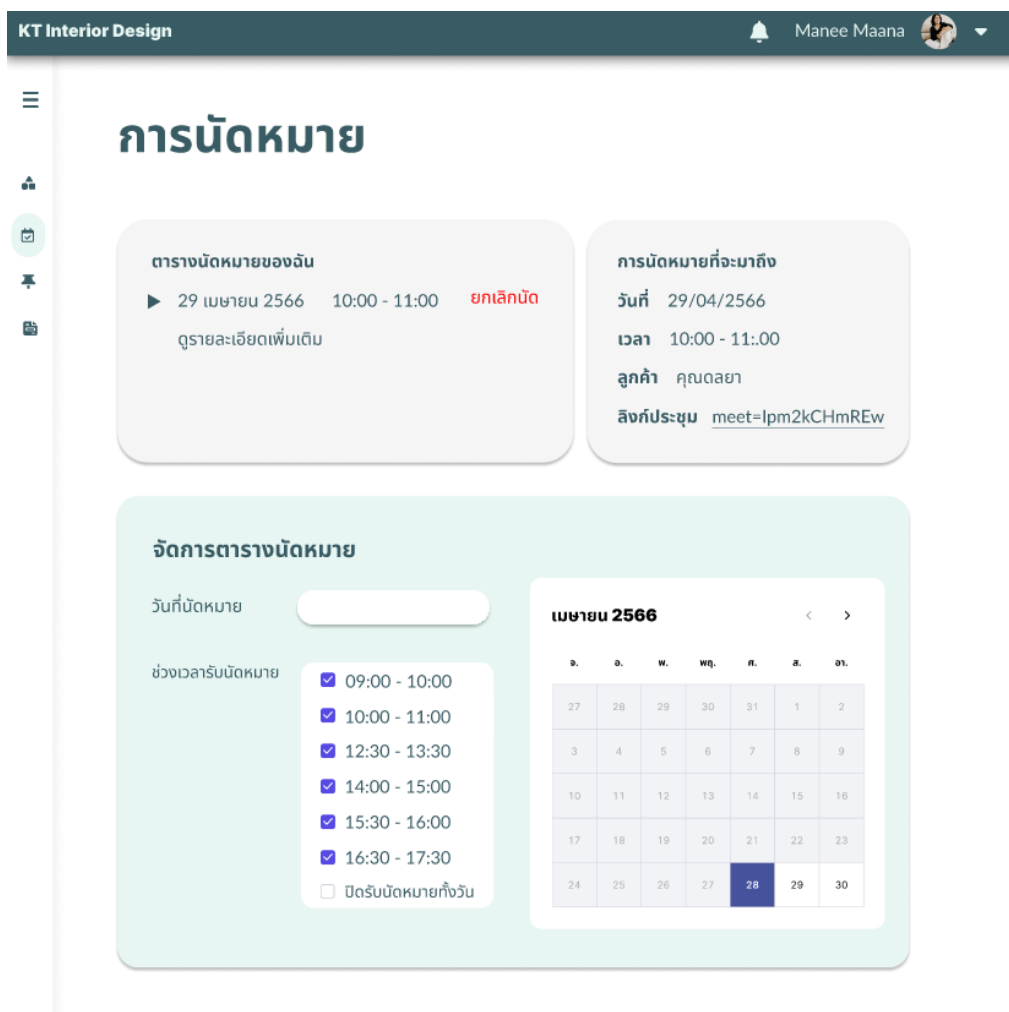 KT Interior Design
Manee Maana
การนัดหมาย
ตารางนัดหมายของฉัน
29 เมษายน 2566 10:00 - 11:00 ยกเลิกนัด
ดูรายละเอียดเพิ่มเติม
การนัดหมายที่จะมาถึง
วันที่ 29/04/2566
เวลา 10:00 - 11:.00
ลูกค้า คุณดลยา
ลิงก์ประชุม meet=Ipm2kCHmREw
จัดการตารางนัดหมาย
วันที่นัดหมาย
ช่วงเวลารับนัดหมาย
09:00 - 10:00
10:00 - 11:00
12:30 - 13:30
14:00 - 15:00
15:30 - 16:00
16:30 - 17:30
ปิดรับนัดหมายทั้งวัน
เมษายน 2566
จ. อ. พ. พฤ. ศ. ส. อา.
27 28 29 30 31 1 2
3 4 5 6 7 8 9
10 11 12 13 14 15 16
17 18 19 20 21 22 23
24 25 26 27 28 29 30